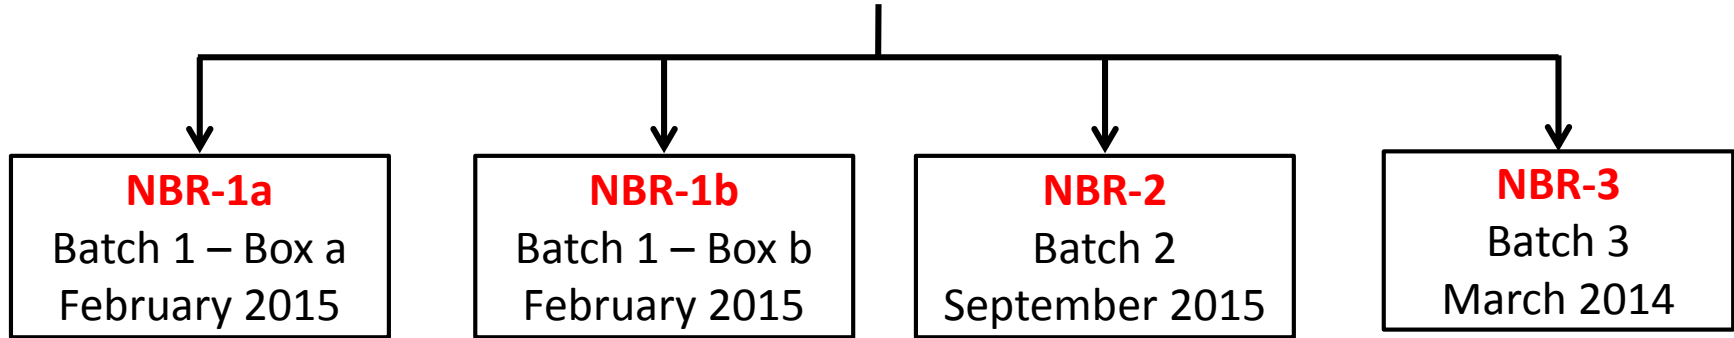 NBR-1a
Batch 1 – Box a
February 2015
NBR-1b
Batch 1 – Box b
February 2015
NBR-2
Batch 2
September 2015
NBR-3
Batch 3
March 2014